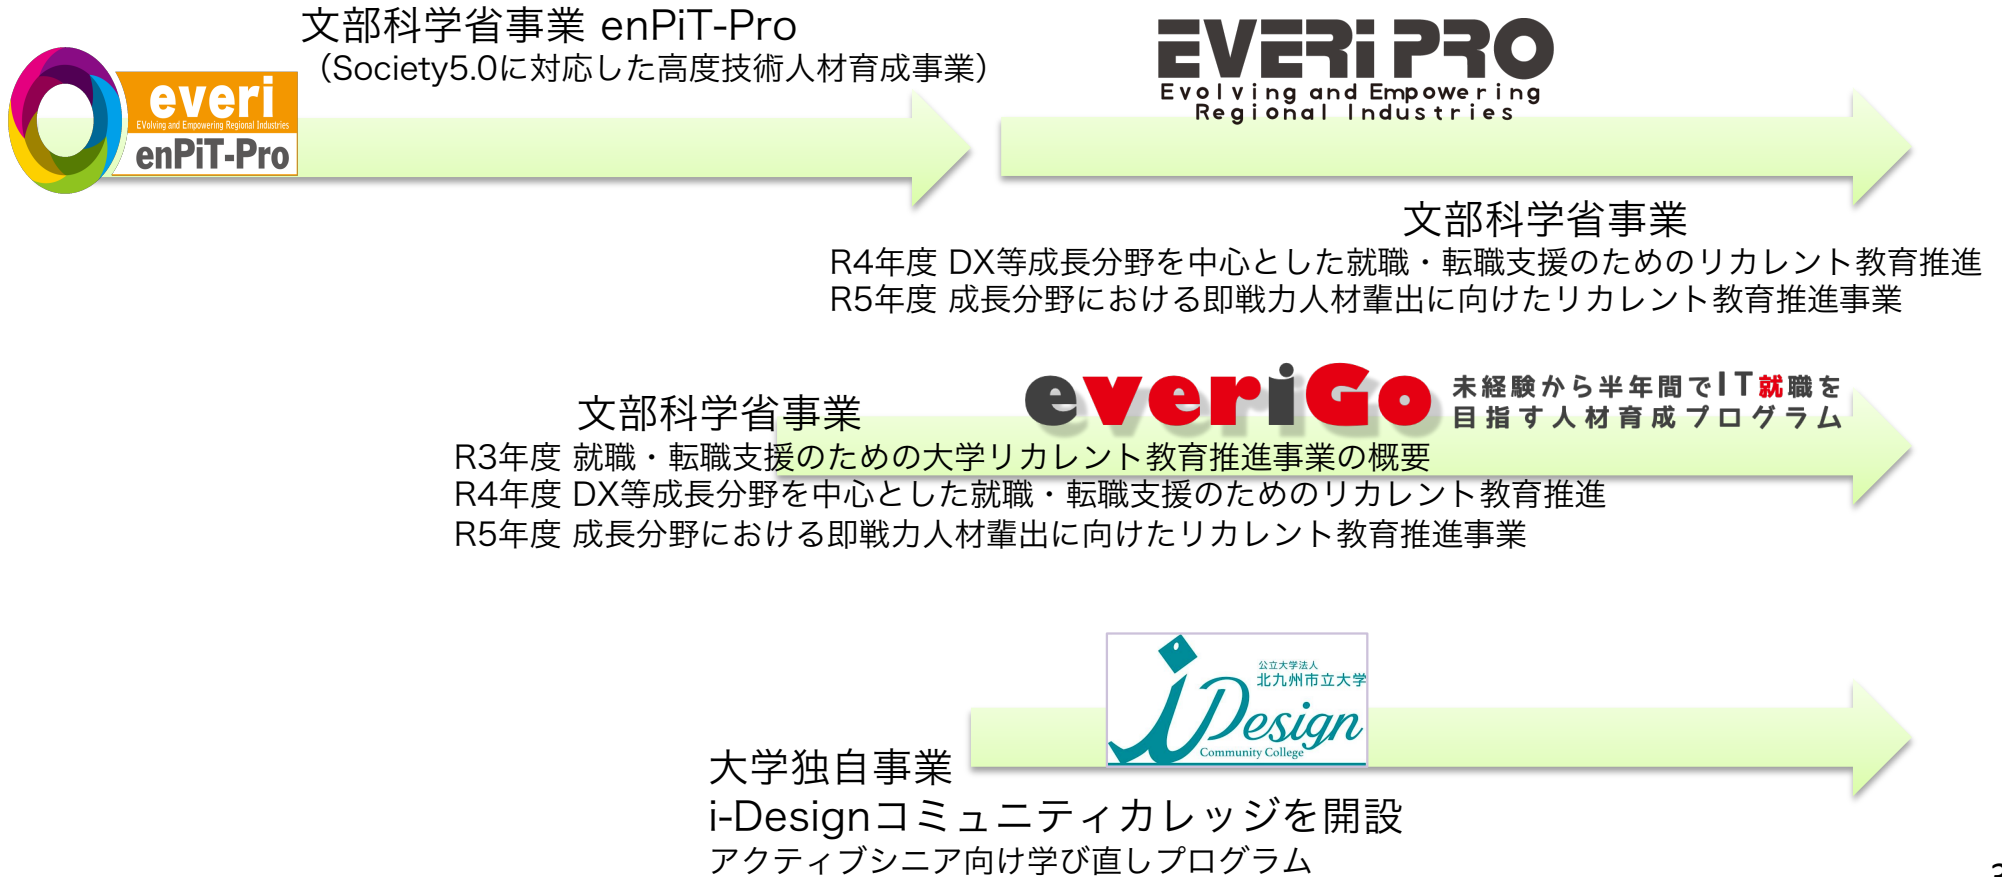 文部科学省事業 enPiT-Pro
（Society5.0に対応した高度技術人材育成事業）
everi
EVolving and Empowering Regional Industries
enPiT-Pro
EVERI PRO
Evolving and Empowering
Regional Industries
文部科学省事業
R4年度 DX等成長分野を中心とした就職・転職支援のためのリカレント教育推進
R5年度 成長分野における即戦力人材輩出に向けたリカレント教育推進事業
everiGo
未経験から半年間でIT就職を
目指す人材育成プログラム
文部科学省事業
R3年度 就職・転職支援のための大学リカレント教育推進事業の概要
R4年度 DX等成長分野を中心とした就職・転職支援のためのリカレント教育推進
R5年度 成長分野における即戦力人材輩出に向けたリカレント教育推進事業
公立大学法人
北九州市立大学
iDesign
Community College
大学独自事業
i-Designコミュニティカレッジを開設
アクティブシニア向け学び直しプログラム